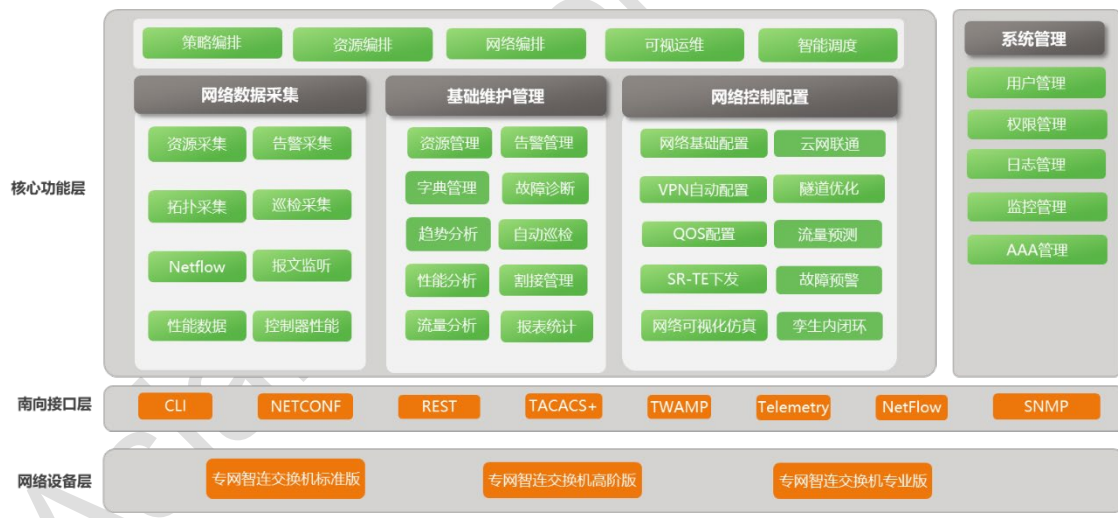 策略编排 资源编排 网络编排 可视运维 智能调度
网络数据采集
资源采集 告警采集
拓扑采集 巡检采集
Netflow 报文监听
性能数据 控制器性能
基础维护管理
资源管理 告警管理
字典管理 故障诊断
趋势分析 自动巡检
性能分析 割接管理
流量分析 报表统计
网络控制配置
网络基础配置 云网联通
VPN自动配置 隧道优化
QOS配置 流量预测
SR-TE下发 故障预警
网络可视化仿真 孪生内闭环
系统管理
用户管理
权限管理
日志管理
监控管理
AAA管理
核心功能层
南向接口层 CLI NETCONF REST TACACS+ TWAMP Telemetry NetFlow SNMP
网络设备层 专网智连交换机标准版 专网智连交换机高阶版 专网智连交换机专业版